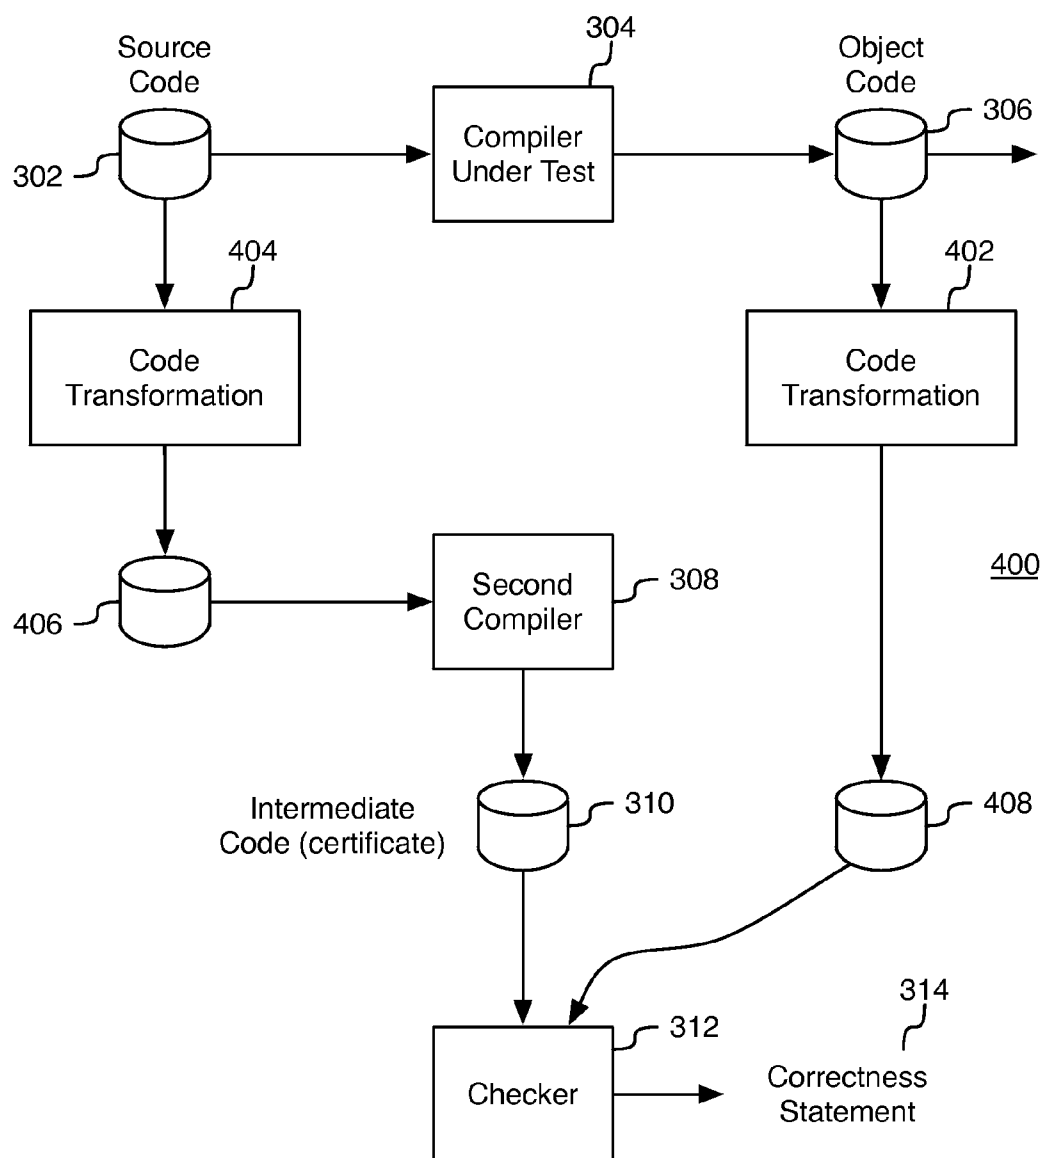 304
Source
Code
Object
Code
306
Compiler
Under Test
302
404
402
Code
Transformation
Code
Transformation
400
Second
Compiler
308
406
Intermediate
Code (certificate)
310
408
314
312
Checker
Correctness
Statement